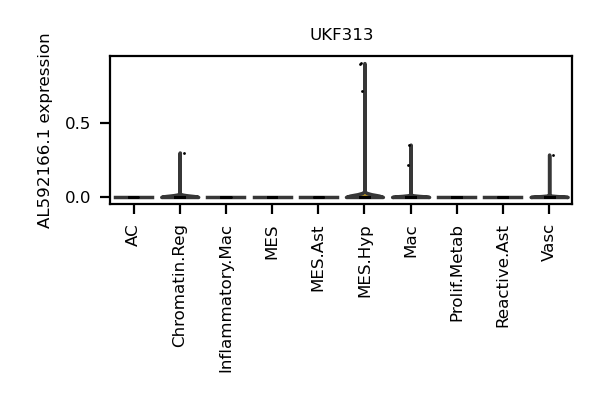 UKF313
AL592166.1 expression
0.5
0.0
AC
Chromatin.Reg
Inflammatory.Mac
MES
MES.Ast
MES.Hyp
Mac
Prolif.Metab
Reactive.Ast
Vasc